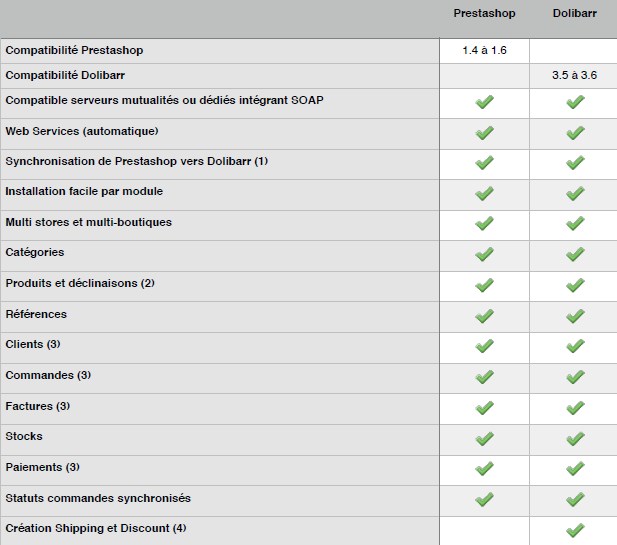 Prestashop Dolibarr
Compatibilité Prestashop 1.4 à 1.6
Compatibilité Dolibarr 3.5 à 3.6
Compatible serveurs mutualités ou dédiés intégrant SOAP
Web Services (automatique)
Synchronisation de Prestashop vers Dolibarr (1)
Installation facile par module
Multi stores et multi-boutiques
Catégories
Produits et déclinaisons (2)
Références
Clients (3)
Commandes (3)
Factures (3)
Stocks
Paiements (3)
Statuts commandes synchronisés
Création Shipping et Discount (4)